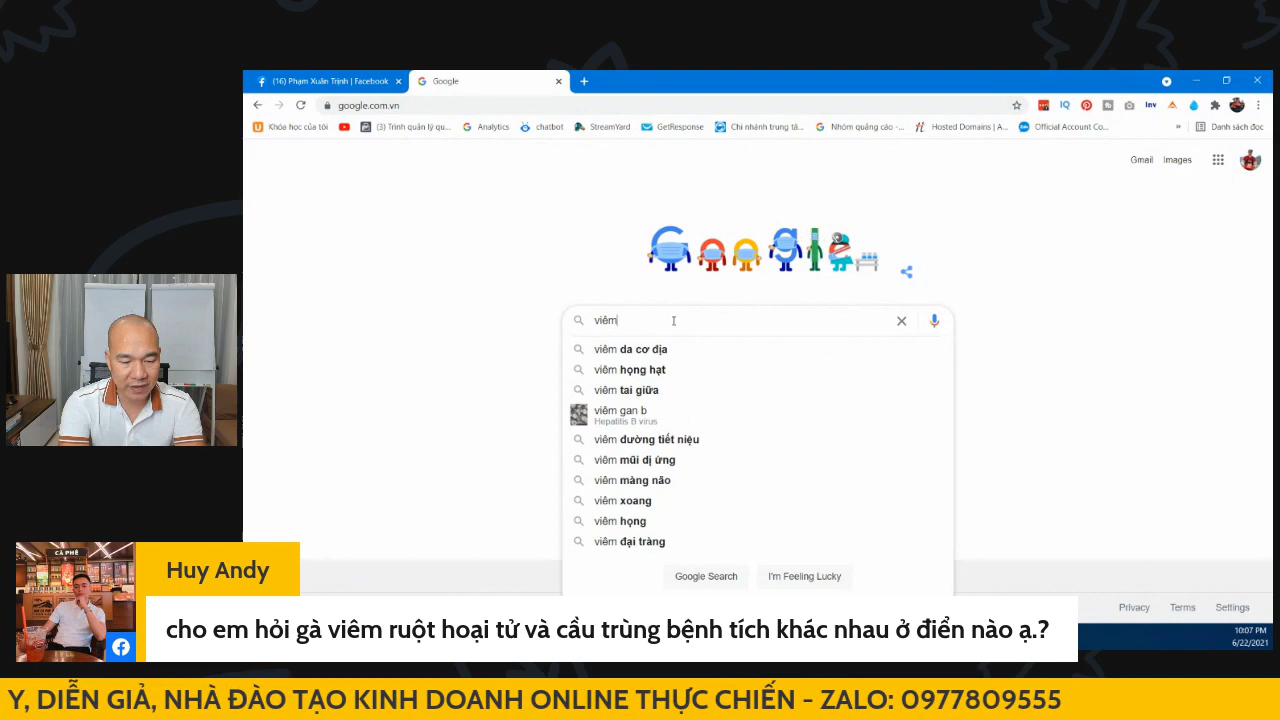 (16) Phạm Xuân Trịnh | Facebook
Google
google.com.vn
Khóa học của tôi
(3) Trình quản lý qu...
Analytics
chatbot
StreamYard
GetResponse
Chi nhánh trung tâ...
Nhóm quảng cáo -...
Hosted Domains | A...
Official Account Co...
»
Danh sách đọc
Gmail
Images
Google
viêm
viêm da cơ địa
viêm họng hạt
viêm tai giữa
viêm gan b
Hepatitis B virus
viêm đường tiết niệu
viêm mũi dị ứng
viêm màng não
viêm xoang
viêm họng
viêm đại tràng
Google Search
I'm Feeling Lucky
Privacy
Terms
Settings
10:07 PM
6/22/2021
CÀ PHÊ
Huy Andy
cho em hỏi gà viêm ruột hoại tử và cầu trùng bệnh tích khác nhau ở điển nào ạ.?
Y, DIỄN GIẢ, NHÀ ĐÀO TẠO KINH DOANH ONLINE THỰC CHIẾN - ZALO: 0977809555